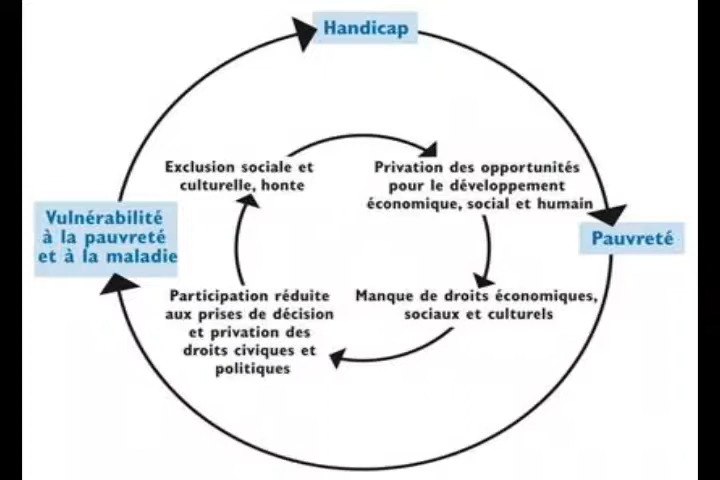 Handicap
Exclusion sociale et
culturelle, honte
Privation des opportunités
pour le développement
économique, social et humain
Vulnérabilité
à la pauvreté
et à la maladie
Pauvreté
Participation réduite
aux prises de décision
et privation des
droits civiques et
politiques
Manque de droits économiques,
sociaux et culturels